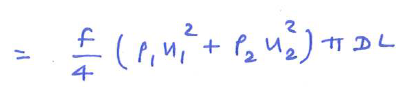 = f/4 (ρ₁u₁² + ρ₂u₂²) π D L